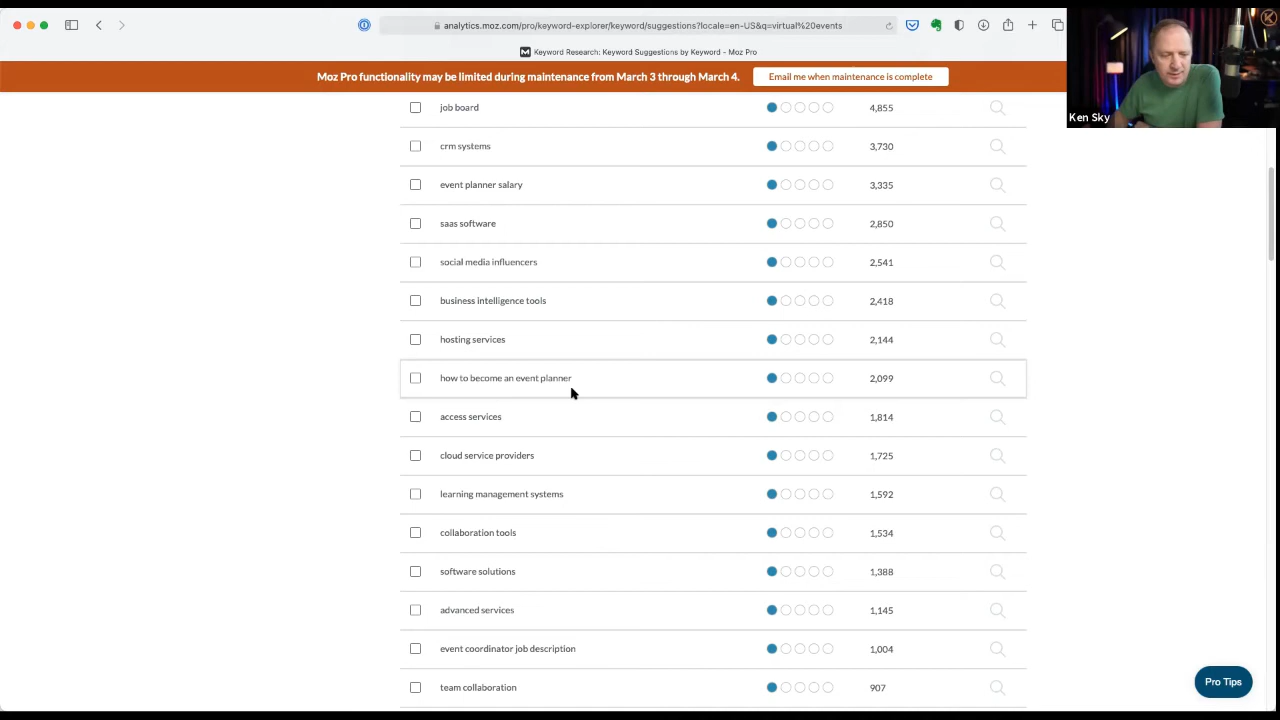 analytics.moz.com/pro/keyword-explorer/keyword/suggestions?locale=en-US&q=virtual%20events
M Keyword Research: Keyword Suggestions by Keyword - Moz Pro
Moz Pro functionality may be limited during maintenance from March 3 through March 4. Email me when maintenance is complete
Ken Sky
job board 4,855
crm systems 3,730
event planner salary 3,335
saas software 2,850
social media influencers 2,541
business intelligence tools 2,418
hosting services 2,144
how to become an event planner 2,099
access services 1,814
cloud service providers 1,725
learning management systems 1,592
collaboration tools 1,534
software solutions 1,388
advanced services 1,145
event coordinator job description 1,004
team collaboration 907
Pro Tips